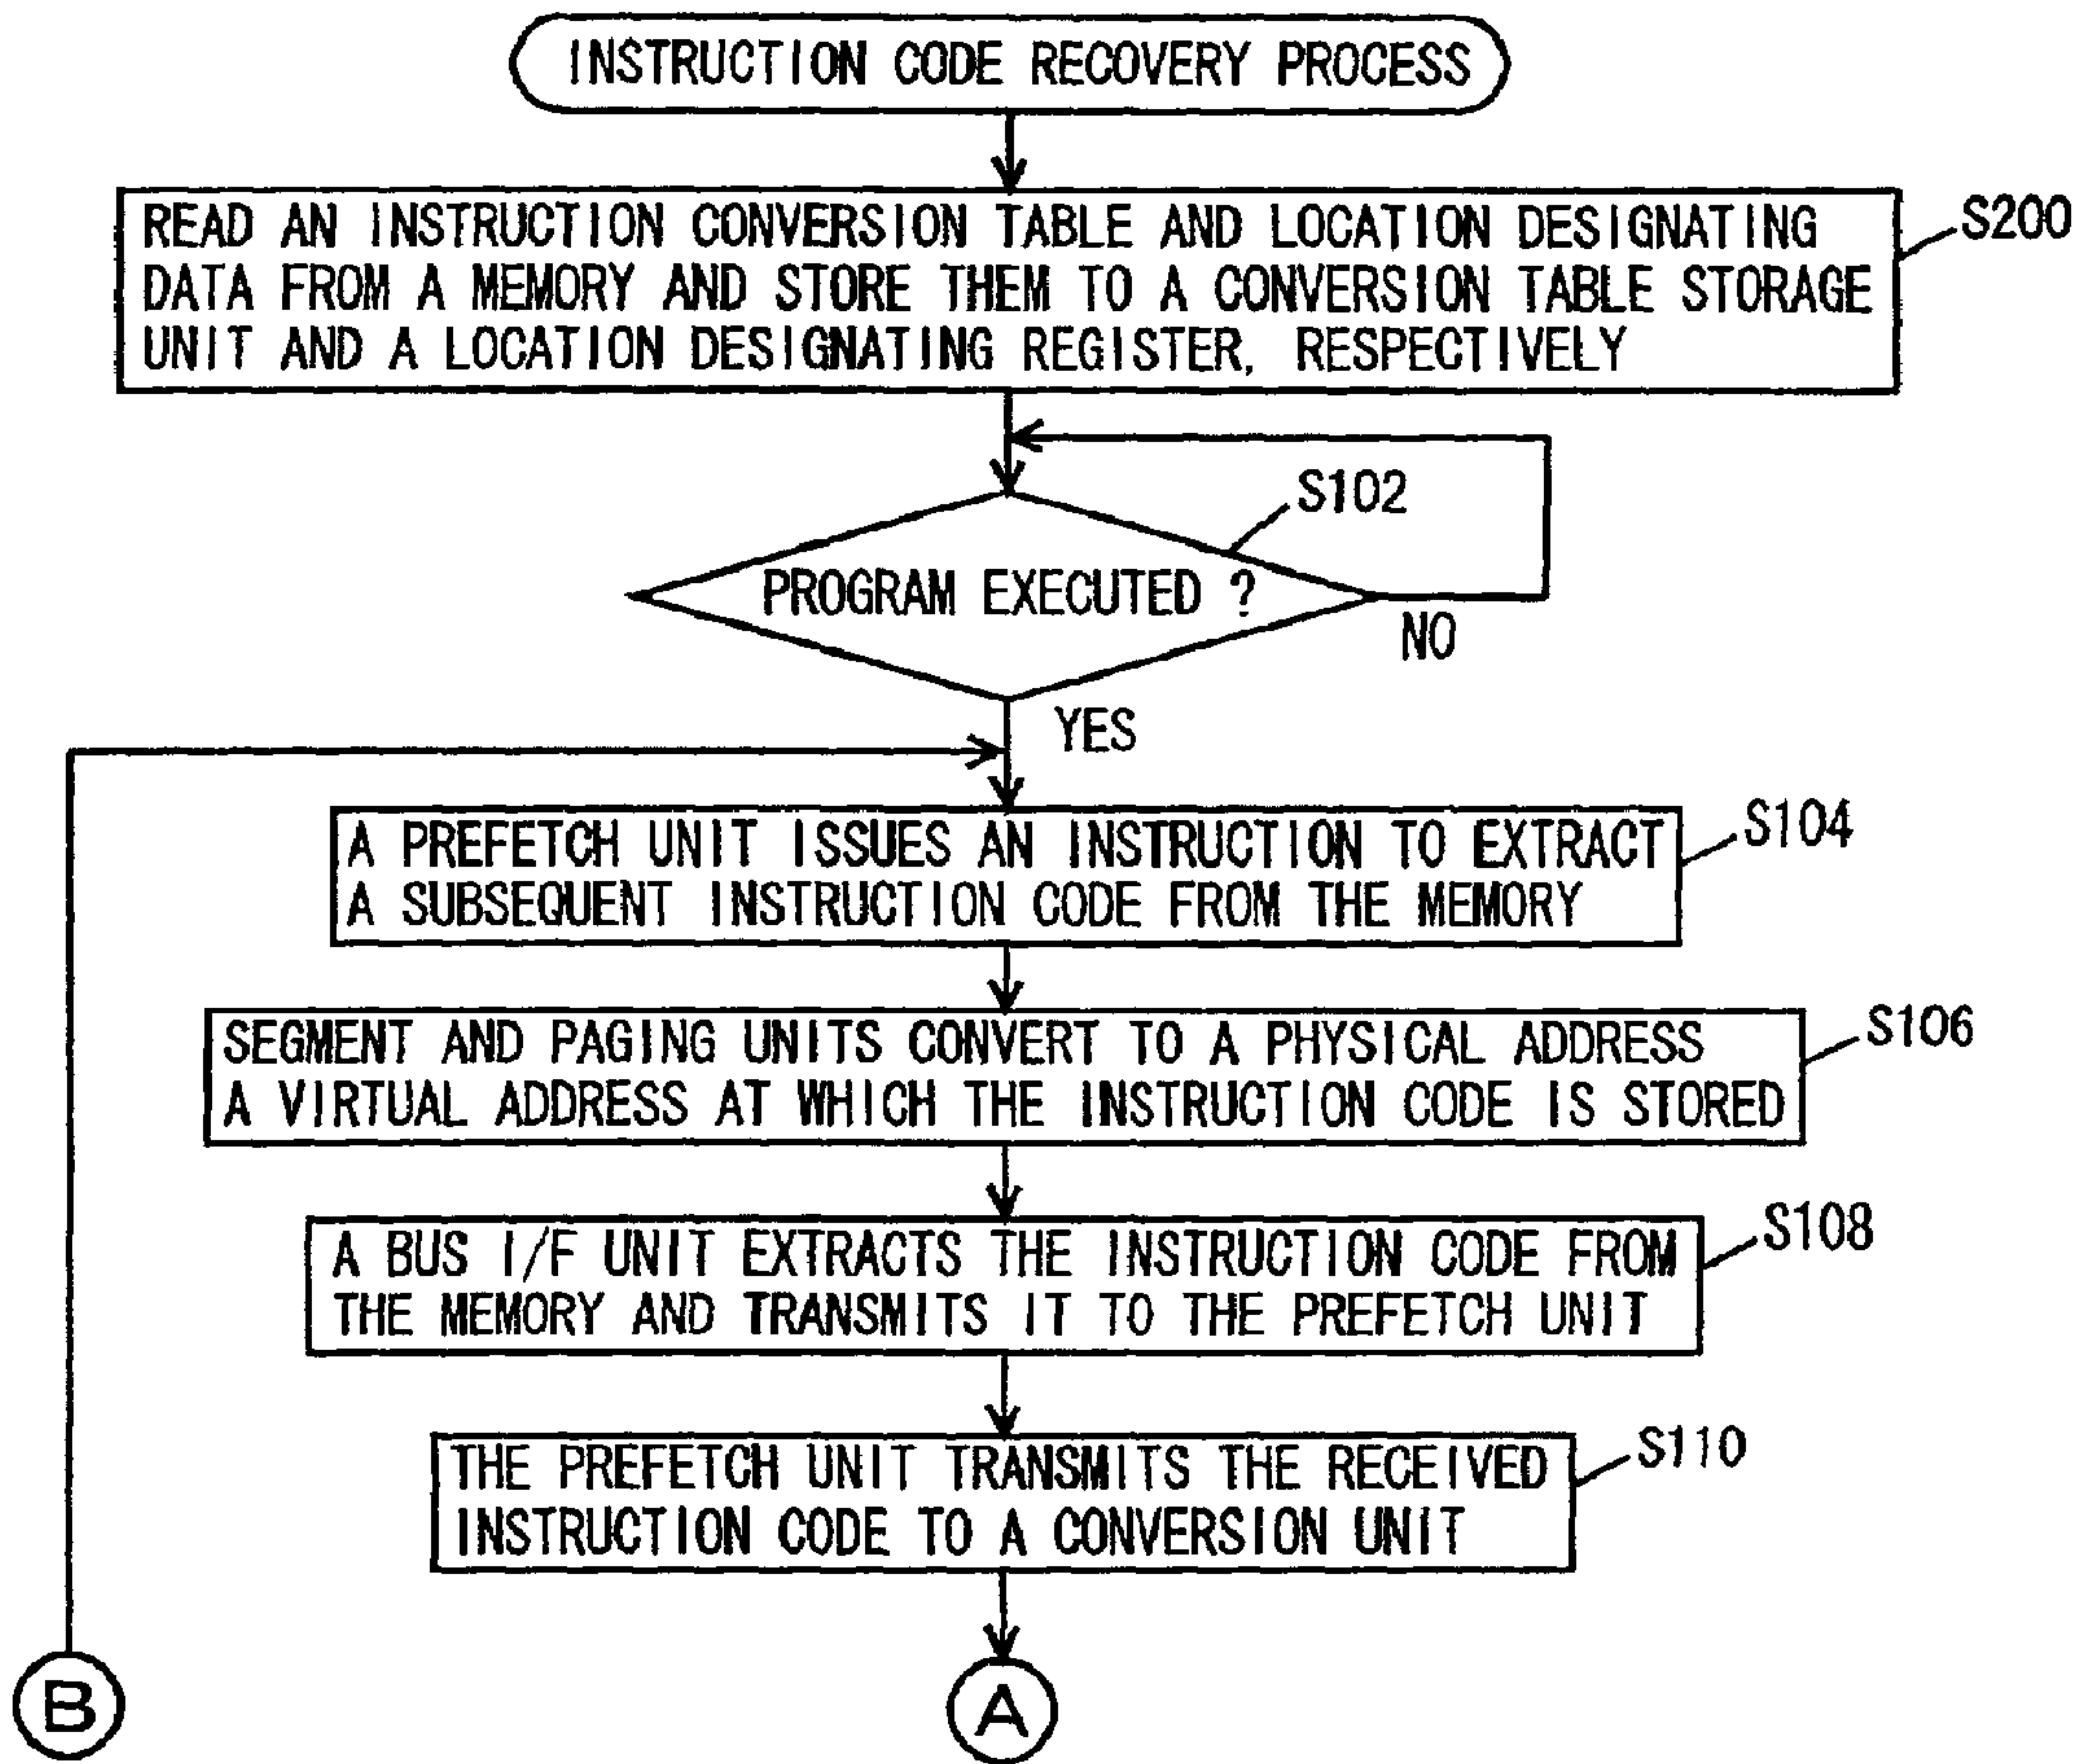 INSTRUCTION CODE RECOVERY PROCESS
READ AN INSTRUCTION CONVERSION TABLE AND LOCATION DESIGNATING
DATA FROM A MEMORY AND STORE THEM TO A CONVERSION TABLE STORAGE
UNIT AND A LOCATION DESIGNATING REGISTER, RESPECTIVELY
S200
S102
PROGRAM EXECUTED ?
NO
YES
A PREFETCH UNIT ISSUES AN INSTRUCTION TO EXTRACT
A SUBSEQUENT INSTRUCTION CODE FROM THE MEMORY
S104
SEGMENT AND PAGING UNITS CONVERT TO A PHYSICAL ADDRESS
A VIRTUAL ADDRESS AT WHICH THE INSTRUCTION CODE IS STORED
S106
A BUS I/F UNIT EXTRACTS THE INSTRUCTION CODE FROM
THE MEMORY AND TRANSMITS IT TO THE PREFETCH UNIT
S108
THE PREFETCH UNIT TRANSMITS THE RECEIVED
INSTRUCTION CODE TO A CONVERSION UNIT
S110
B
A